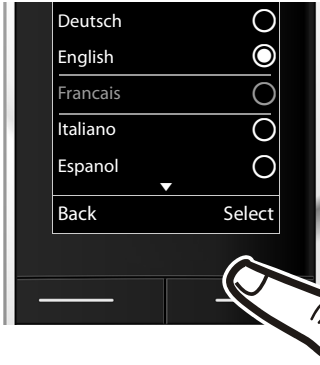 Deutsch
English
Francais
Italiano
Espanol
Back Select